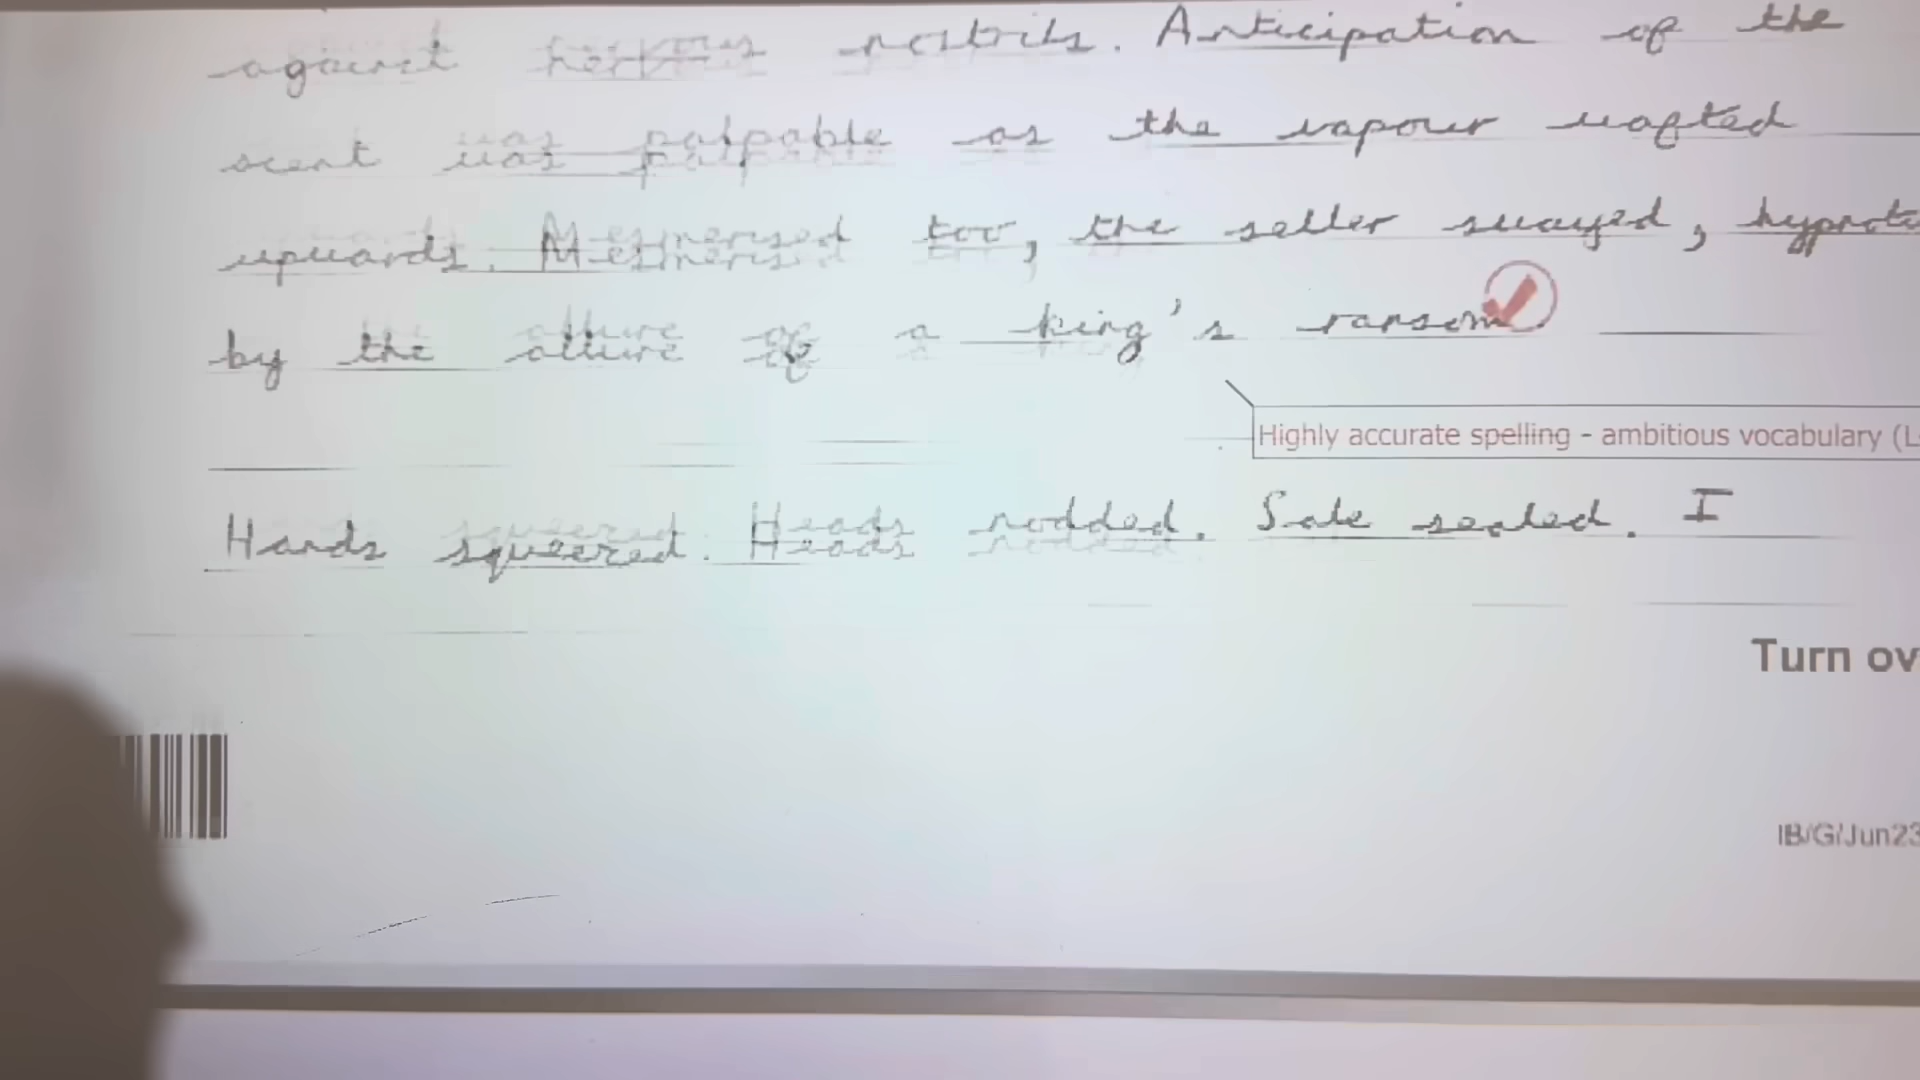 against nervous nostrils. Anticipation of the
scent was palpable as the vapour wafted
upwards. Mesmerised too, the seller swayed, hypnot
by the allure of a king's ransom.
Highly accurate spelling - ambitious vocabulary (L
Hands squeezed. Heads nodded. Sale sealed. I
Turn ov
IB/G/Jun23